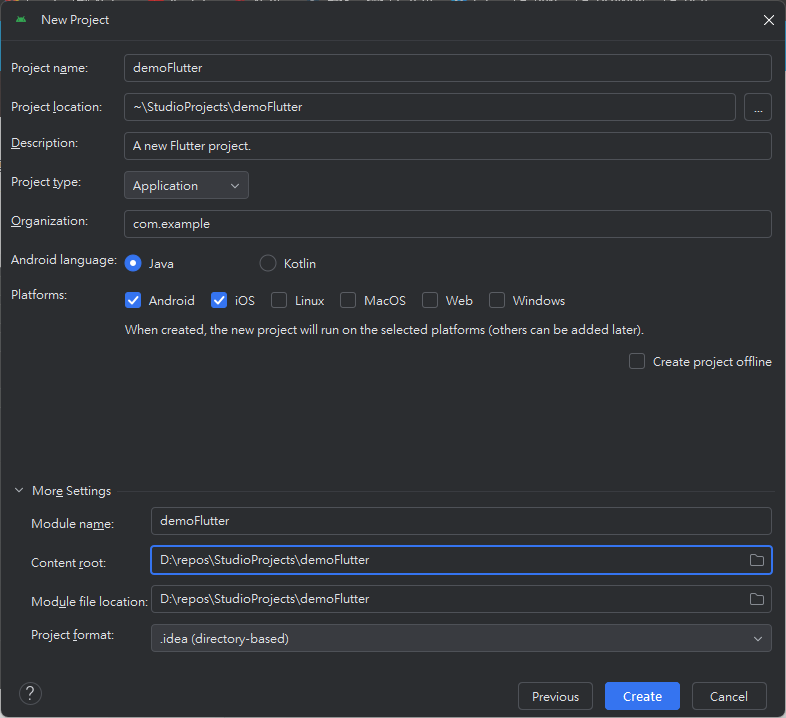 New Project
Project name: demoFlutter
Project location: ~\StudioProjects\demoFlutter ...
Description: A new Flutter project.
Project type: Application
Organization: com.example
Android language: Java Kotlin
Platforms: Android iOS Linux MacOS Web Windows
When created, the new project will run on the selected platforms (others can be added later).
Create project offline
More Settings
Module name: demoFlutter
Content root: D:\repos\StudioProjects\demoFlutter
Module file location: D:\repos\StudioProjects\demoFlutter
Project format: .idea (directory-based)
? Previous Create Cancel